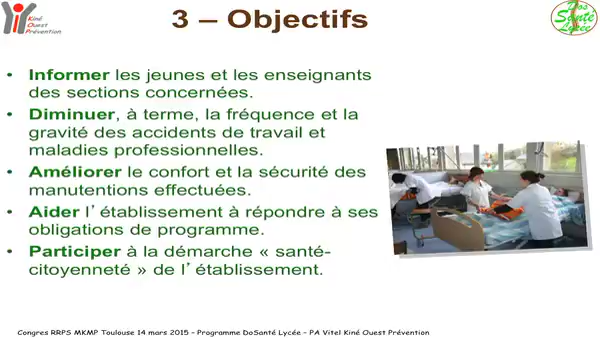 Kiné
Ouest
Prévention
3 – Objectifs
Dos
Santé
Lycée
• Informer les jeunes et les enseignants
des sections concernées.
• Diminuer, à terme, la fréquence et la
gravité des accidents de travail et
maladies professionnelles.
• Améliorer le confort et la sécurité des
manutentions effectuées.
• Aider l’établissement à répondre à ses
obligations de programme.
• Participer à la démarche « santé-
citoyenneté » de l’établissement.
Congres RRPS MKMP Toulouse 14 mars 2015 – Programme DoSanté Lycée – PA Vitel Kiné Ouest Prévention